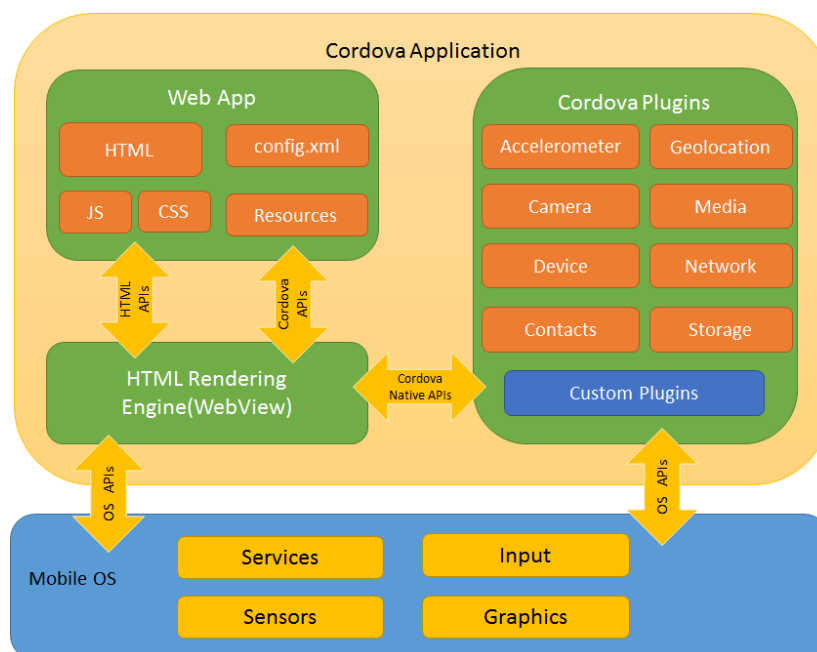 Cordova Application
Web App
HTML
config.xml
JS
CSS
Resources
HTML
APIs
Cordova
APIs
HTML Rendering
Engine(WebView)
Cordova
Native APIs
Cordova Plugins
Accelerometer
Geolocation
Camera
Media
Device
Network
Contacts
Storage
Custom Plugins
OS APIs
OS APIs
Mobile OS
Services
Input
Sensors
Graphics